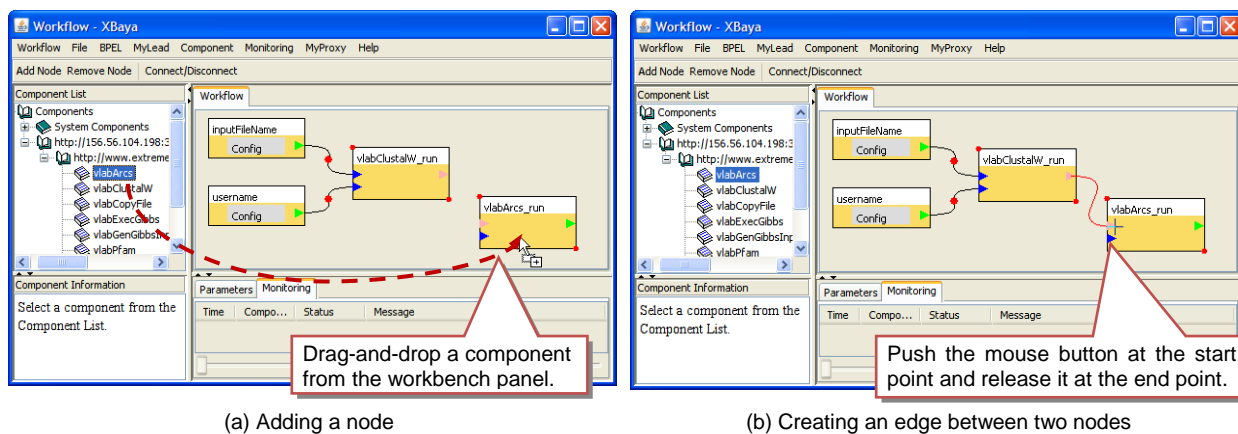 Workflow - XBaya
Workflow File BPEL MyLead Component Monitoring MyProxy Help
Add Node Remove Node Connect/Disconnect
Component List
Components
System Components
http://156.56.104.198:3
http://www.extreme
vlabArcs
vlabClustalW
vlabCopyFile
vlabExecGibbs
vlabGenGibbsInp
vlabPfam
Component Information
Select a component from the
Component List.
Workflow
inputFileName
Config
username
Config
vlabClustalW_run
vlabArcs_run
Parameters Monitoring
Time Compo... Status Message
Drag-and-drop a component
from the workbench panel.
(a) Adding a node
Workflow - XBaya
Workflow File BPEL MyLead Component Monitoring MyProxy Help
Add Node Remove Node Connect/Disconnect
Component List
Components
System Components
http://156.56.104.198:3
http://www.extreme
vlabArcs
vlabClustalW
vlabCopyFile
vlabExecGibbs
vlabGenGibbsInp
vlabPfam
Component Information
Select a component from the
Component List.
Workflow
inputFileName
Config
username
Config
vlabClustalW_run
vlabArcs_run
Parameters Monitoring
Time Compo... Status Message
Push the mouse button at the start
point and release it at the end point.
(b) Creating an edge between two nodes